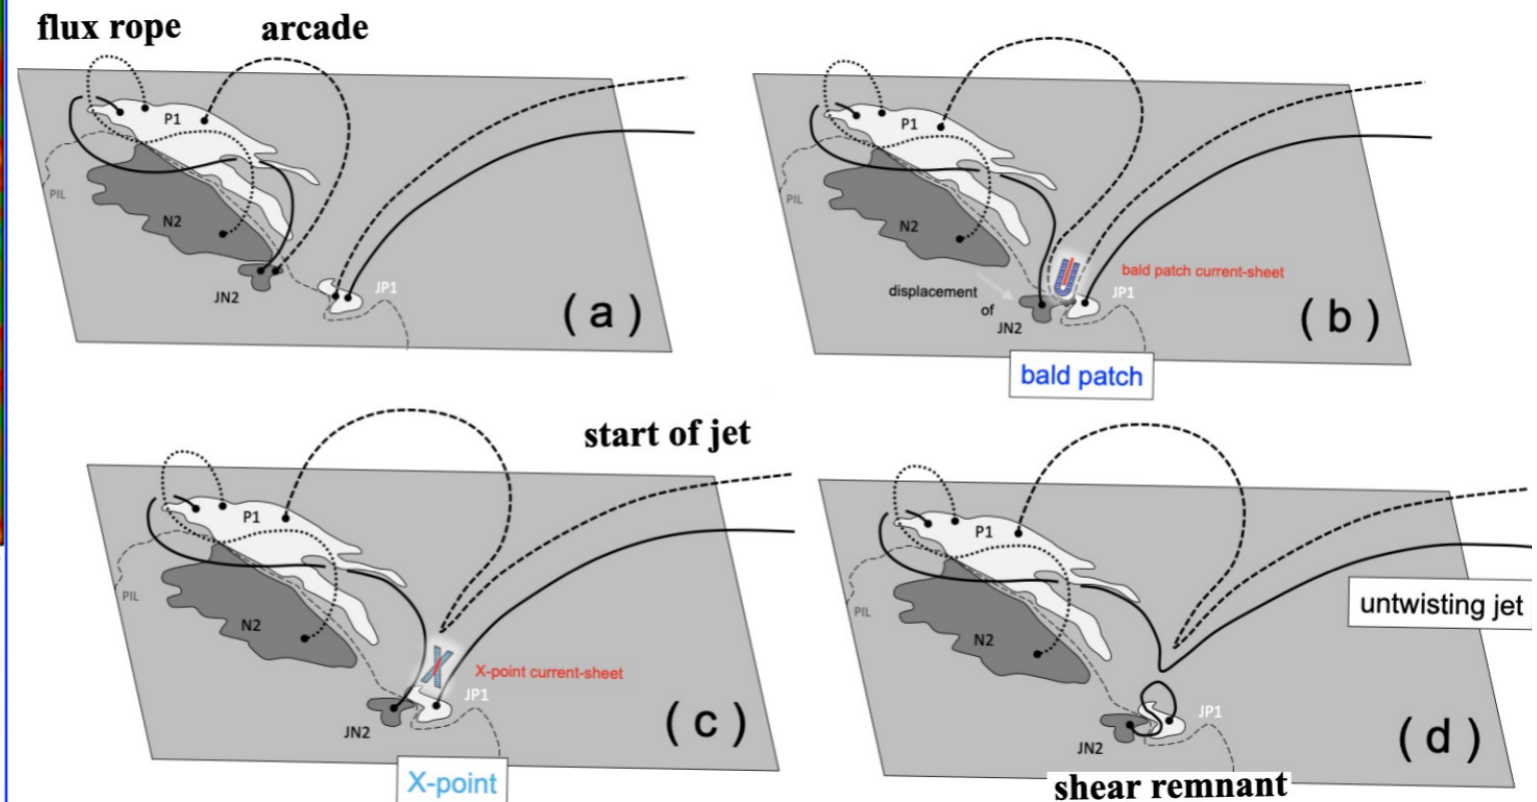 flux rope
arcade
P1
PIL
N2
JN2
JP1
( a )
P1
PIL
N2
bald patch current-sheet
displacement
of
JN2
JP1
( b )
bald patch
start of jet
P1
PIL
N2
X-point current-sheet
JP1
JN2
( c )
X-point
P1
untwisting jet
PIL
N2
JP1
JN2
( d )
shear remnant